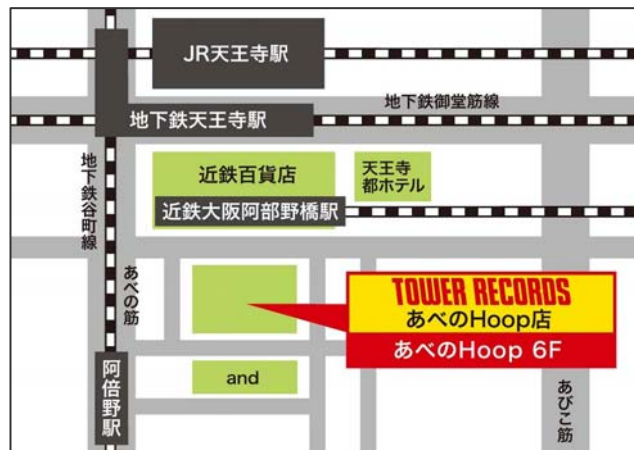 JR天王寺駅
地下鉄御堂筋線
地下鉄天王寺駅
地下鉄谷町線
近鉄百貨店
天王寺
都ホテル
近鉄大阪阿部野橋駅
あべの筋
TOWER RECORDS
あべのHoop店
あべのHoop 6F
and
阿倍野駅
あびこ筋